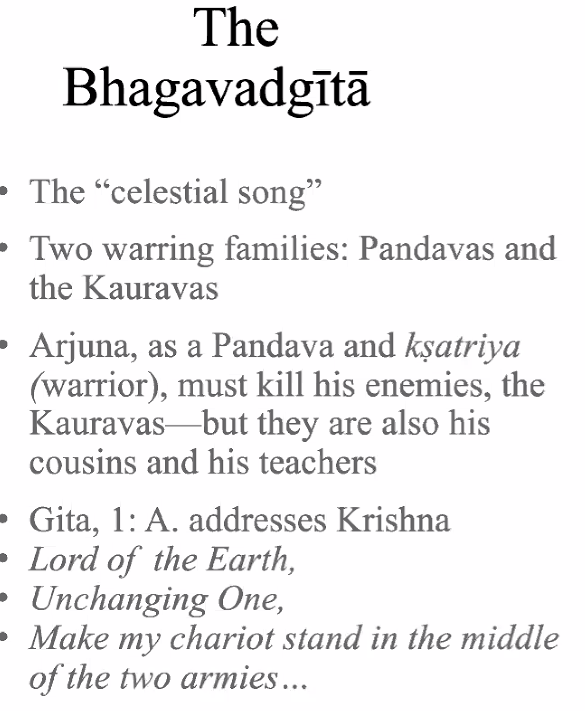 The
Bhagavadgītā
• The “celestial song”
• Two warring families: Pandavas and
the Kauravas
• Arjuna, as a Pandava and kṣatriya
(warrior), must kill his enemies, the
Kauravas—but they are also his
cousins and his teachers
• Gita, 1: A. addresses Krishna
• Lord of the Earth,
• Unchanging One,
• Make my chariot stand in the middle
of the two armies…